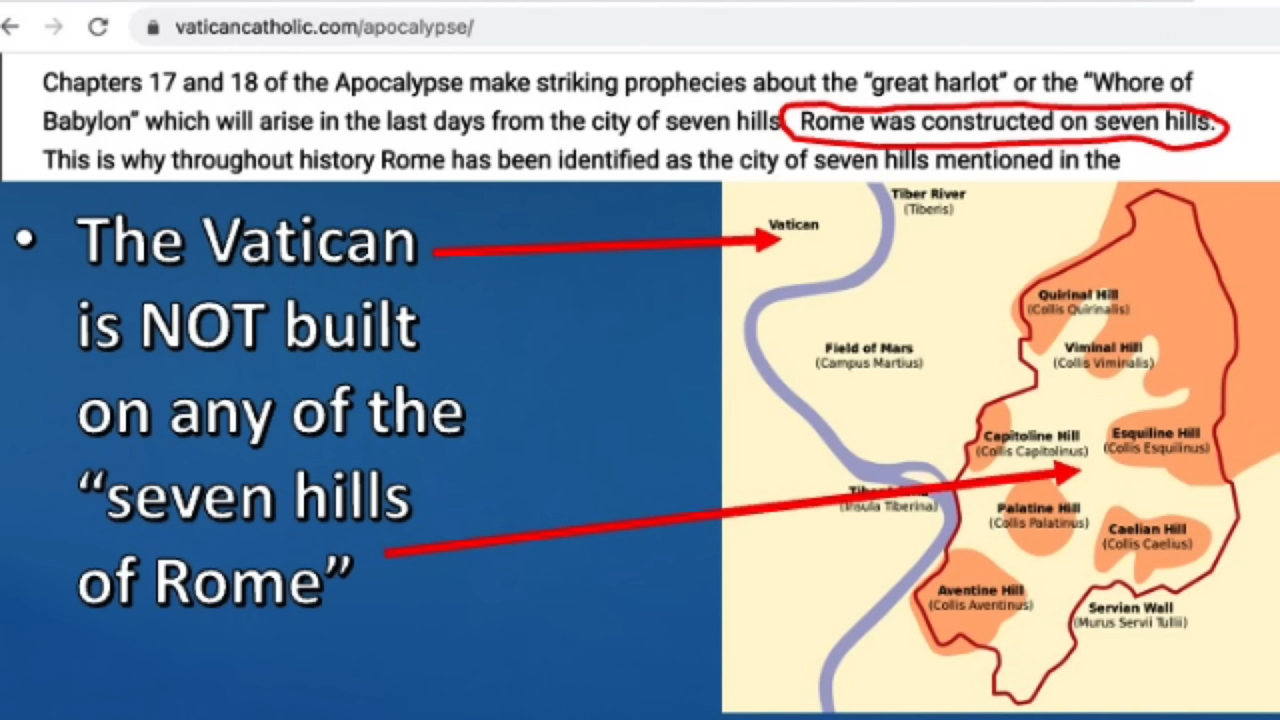 vaticancatholic.com/apocalypse/
Chapters 17 and 18 of the Apocalypse make striking prophecies about the “great harlot” or the “Whore of
Babylon” which will arise in the last days from the city of seven hills. Rome was constructed on seven hills.
This is why throughout history Rome has been identified as the city of seven hills mentioned in the
• The Vatican
is NOT built
on any of the
“seven hills
of Rome”
Tiber River
(Tiberis)
Vatican
Quirinal Hill
(Collis Quirinalis)
Field of Mars
(Campus Martius)
Viminal Hill
(Collis Viminalis)
Capitoline Hill
(Collis Capitolinus)
Esquiline Hill
(Collis Esquilinus)
(Insula Tiberina)
Palatine Hill
(Collis Palatinus)
Caelian Hill
(Collis Caelius)
Aventine Hill
(Collis Aventinus)
Servian Wall
(Murus Servii Tullii)